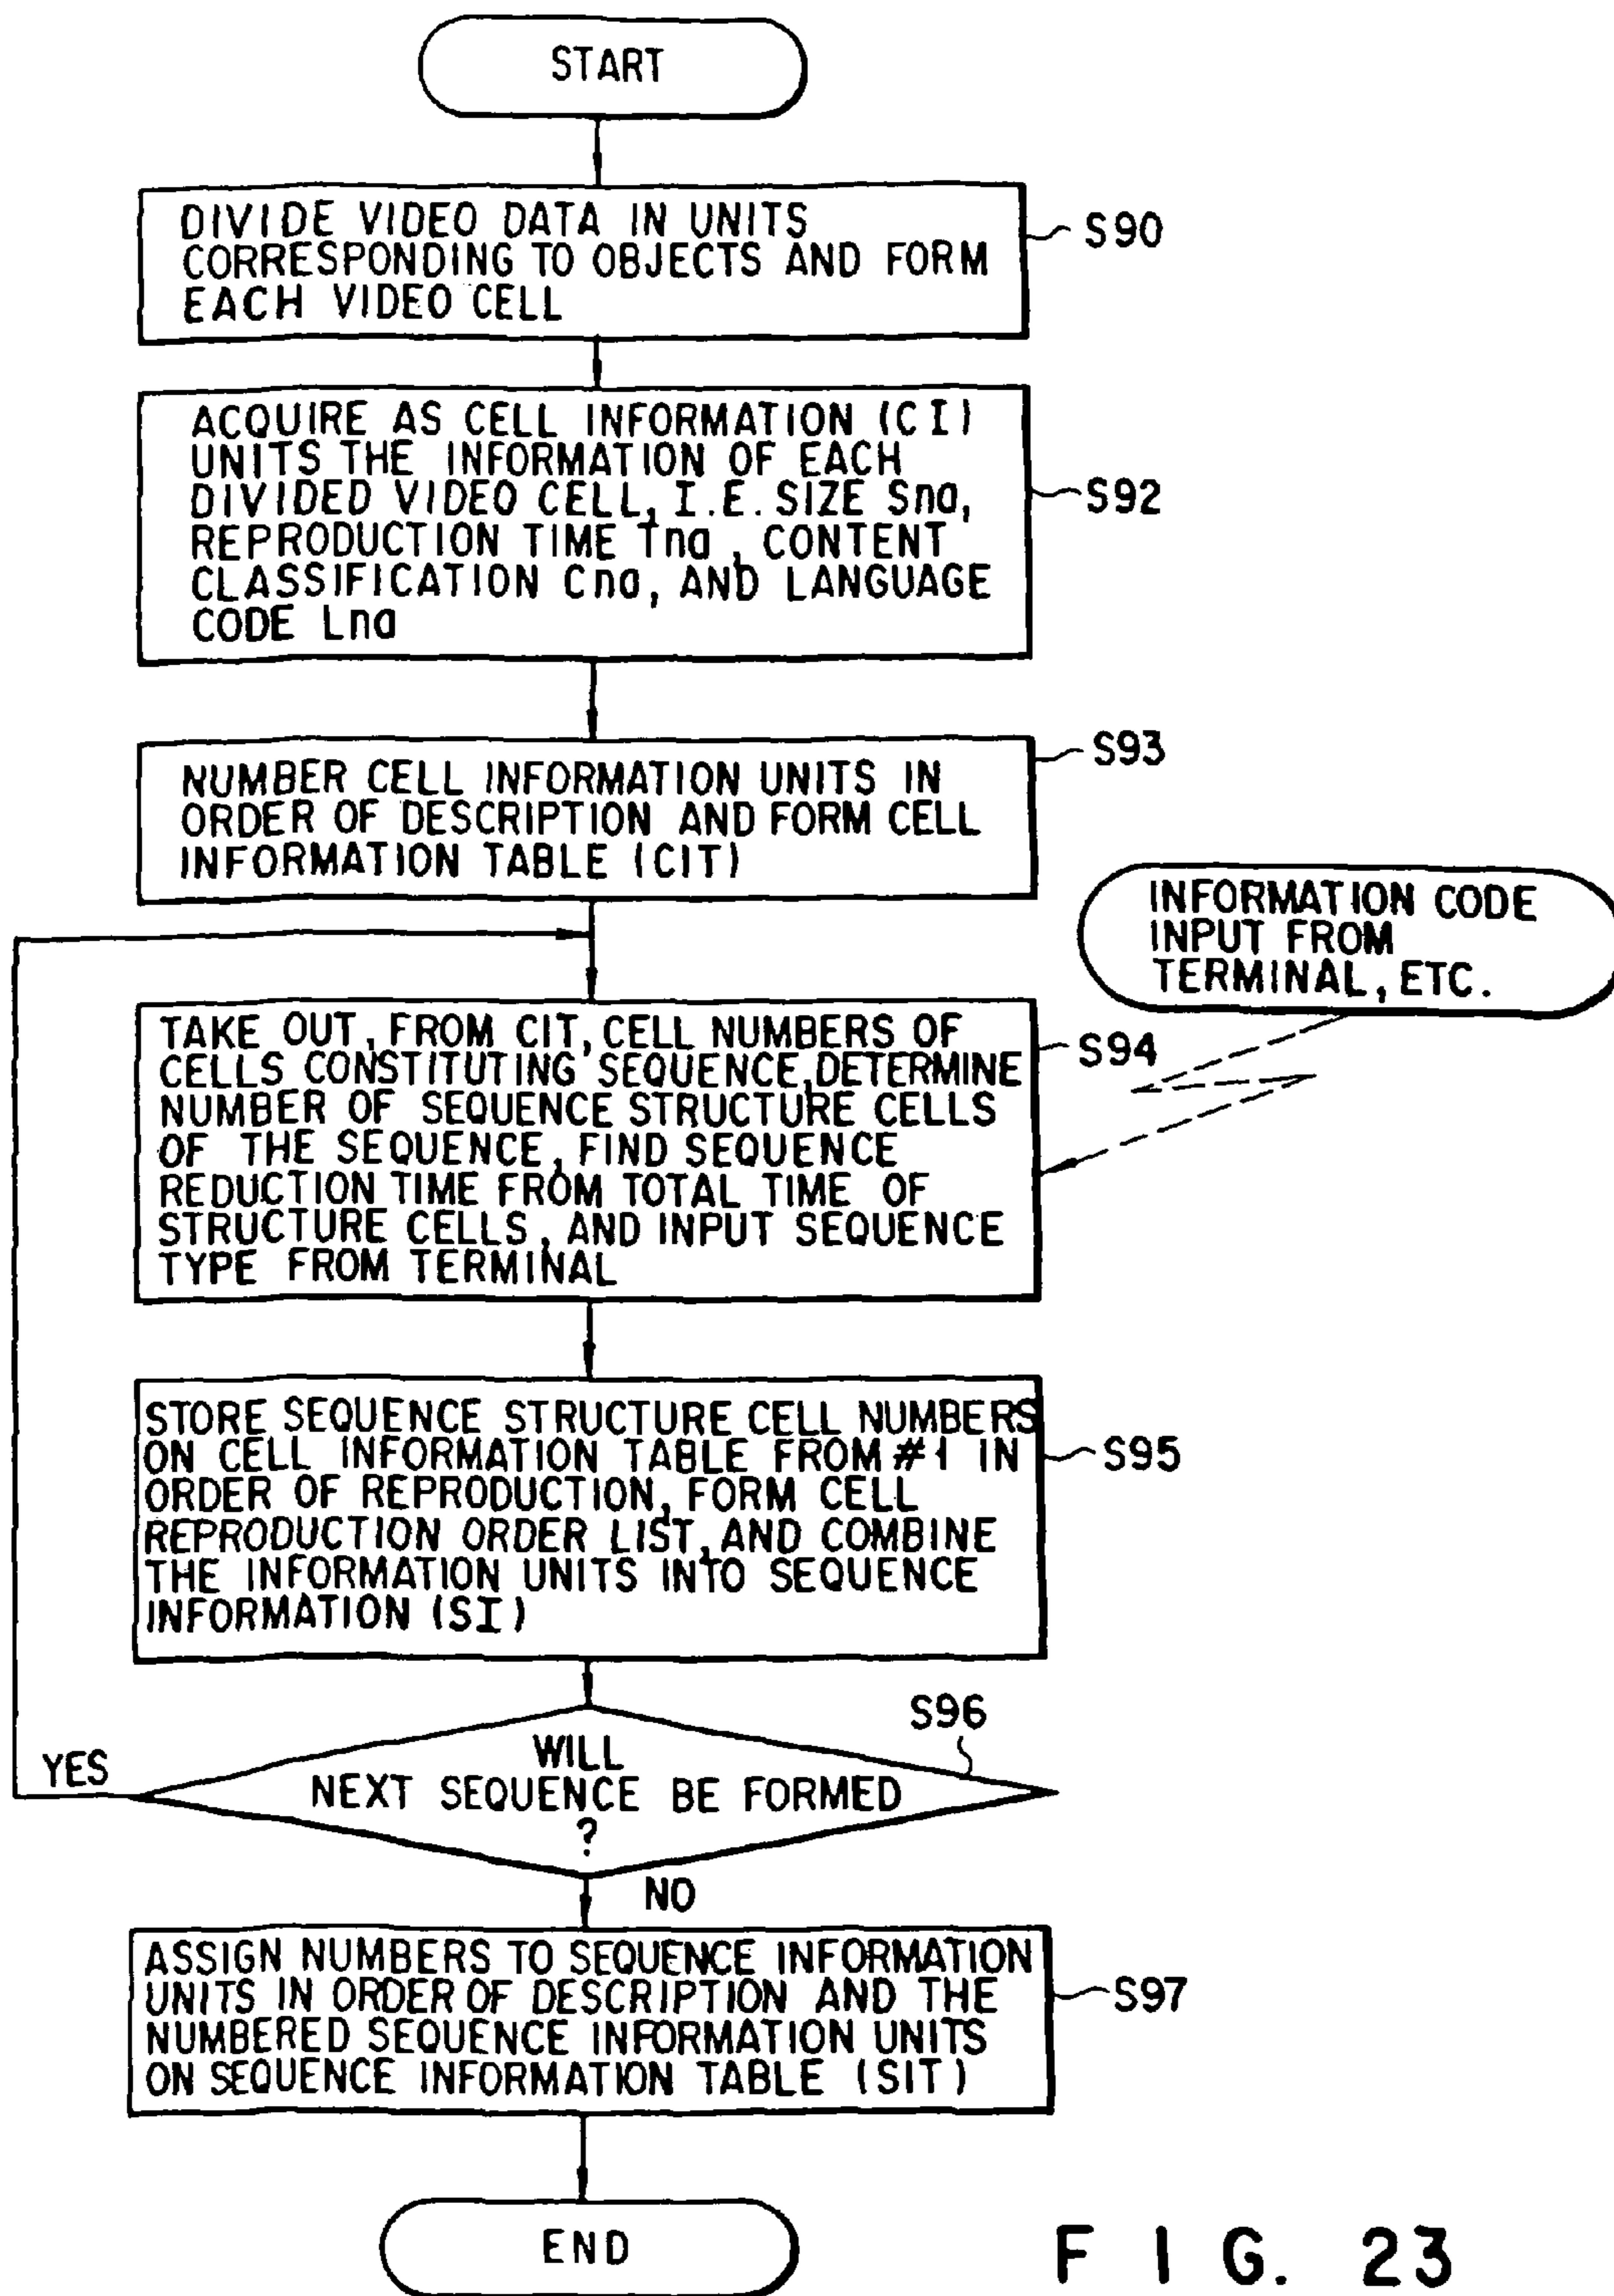 START
DIVIDE VIDEO DATA IN UNITS
CORRESPONDING TO OBJECTS AND FORM
EACH VIDEO CELL
S90
ACQUIRE AS CELL INFORMATION (CI)
UNITS THE INFORMATION OF EACH
DIVIDED VIDEO CELL, I.E. SIZE Sna,
REPRODUCTION TIME Tna, CONTENT
CLASSIFICATION Cna, AND LANGUAGE
CODE Lna
S92
NUMBER CELL INFORMATION UNITS IN
ORDER OF DESCRIPTION AND FORM CELL
INFORMATION TABLE (CIT)
S93
INFORMATION CODE
INPUT FROM
TERMINAL, ETC.
TAKE OUT, FROM CIT, CELL NUMBERS OF
CELLS CONSTITUTING SEQUENCE, DETERMINE
NUMBER OF SEQUENCE STRUCTURE CELLS
OF THE SEQUENCE, FIND SEQUENCE
REDUCTION TIME FROM TOTAL TIME OF
STRUCTURE CELLS, AND INPUT SEQUENCE
TYPE FROM TERMINAL
S94
STORE SEQUENCE STRUCTURE CELL NUMBERS
ON CELL INFORMATION TABLE FROM #1 IN
ORDER OF REPRODUCTION, FORM CELL
REPRODUCTION ORDER LIST, AND COMBINE
THE INFORMATION UNITS INTO SEQUENCE
INFORMATION (SI)
S95
S96
WILL
NEXT SEQUENCE BE FORMED
?
YES
NO
ASSIGN NUMBERS TO SEQUENCE INFORMATION
UNITS IN ORDER OF DESCRIPTION AND THE
NUMBERED SEQUENCE INFORMATION UNITS
ON SEQUENCE INFORMATION TABLE (SIT)
S97
END
FIG. 23